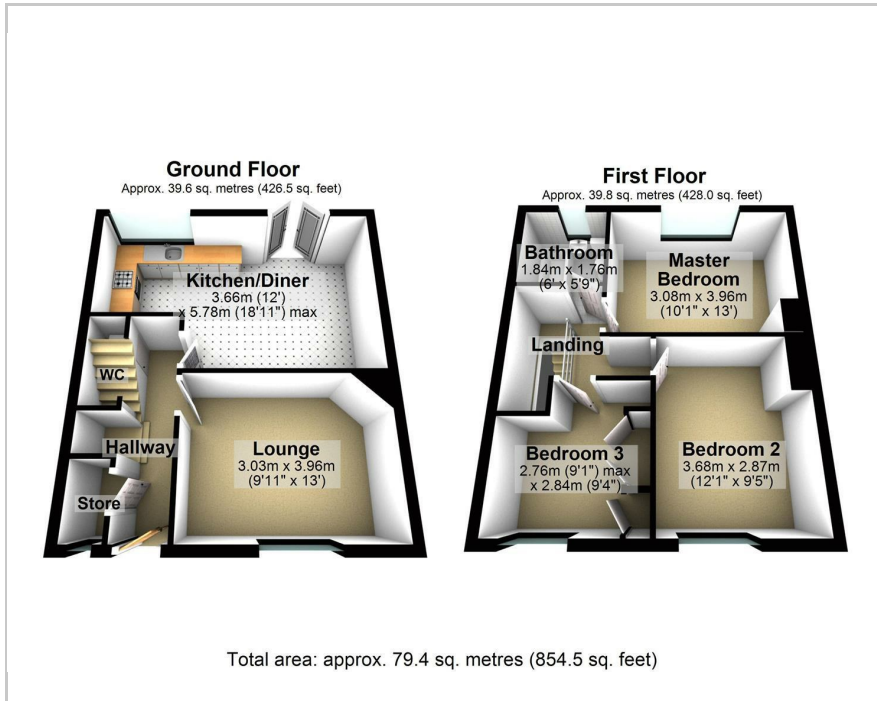 Ground Floor
Approx. 39.6 sq. metres (426.5 sq. feet)
Kitchen/Diner
3.66m (12')
x 5.78m (18'11") max
WC
Hallway
Lounge
3.03m x 3.96m
(9'11" x 13')
Store
First Floor
Approx. 39.8 sq. metres (428.0 sq. feet)
Bathroom
1.84m x 1.76m
(6' x 5'9")
Master
Bedroom
3.08m x 3.96m
(10'1" x 13')
Landing
Bedroom 3
2.76m (9'1") max
x 2.84m (9'4")
Bedroom 2
3.68m x 2.87m
(12'1" x 9'5")
Total area: approx. 79.4 sq. metres (854.5 sq. feet)